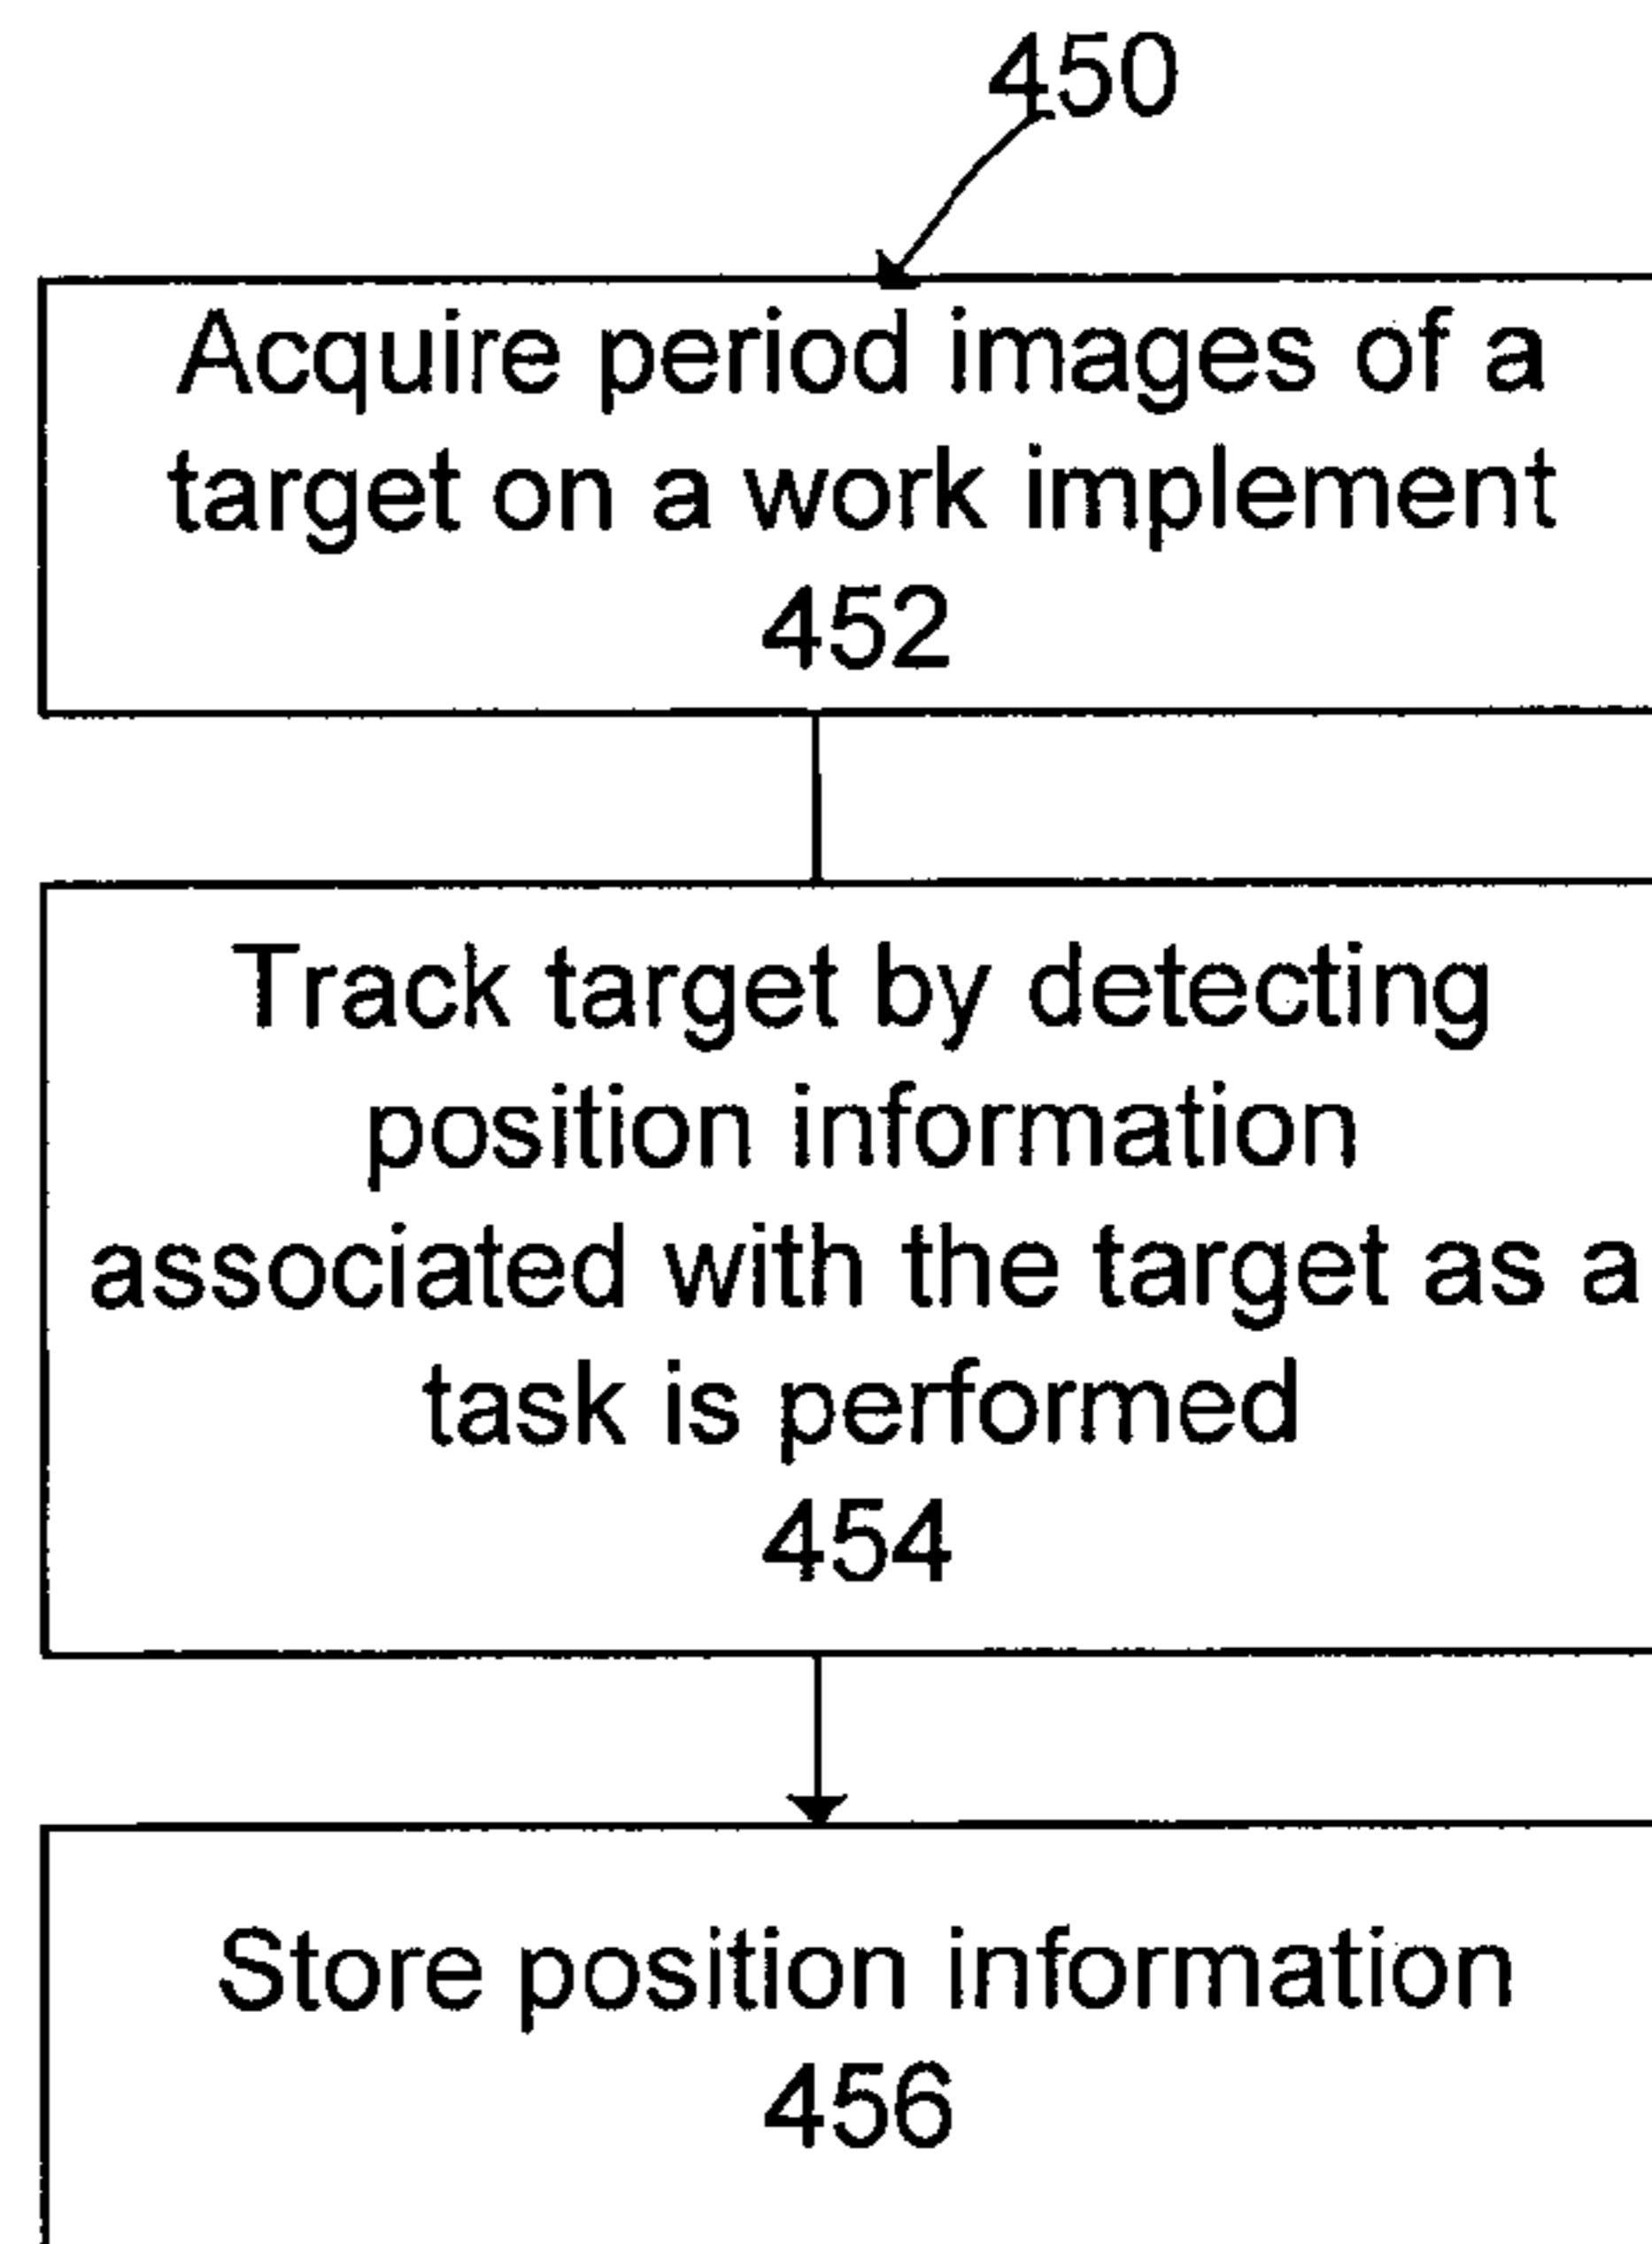 450
Acquire period images of a
target on a work implement
452
Track target by detecting
position information
associated with the target as a
task is performed
454
Store position information
456